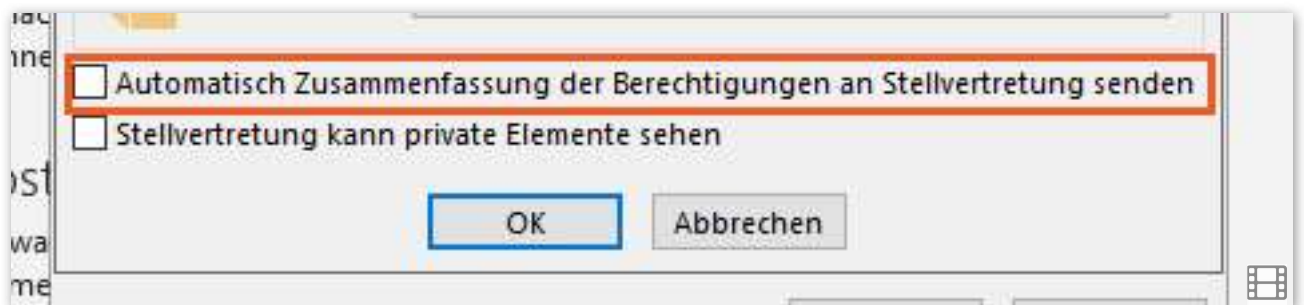 Automatisch Zusammenfassung der Berechtigungen an Stellvertretung senden
Stellvertretung kann private Elemente sehen
OK
Abbrechen